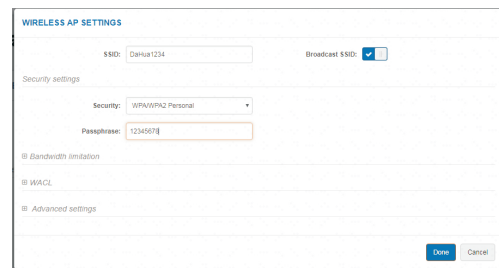 WIRELESS AP SETTINGS
SSID: DaHua1234 Broadcast SSID:
Security settings
Security: WPA/WPA2 Personal
Passphrase: 12345678
Bandwidth limitation
WACL
Advanced settings
Done Cancel